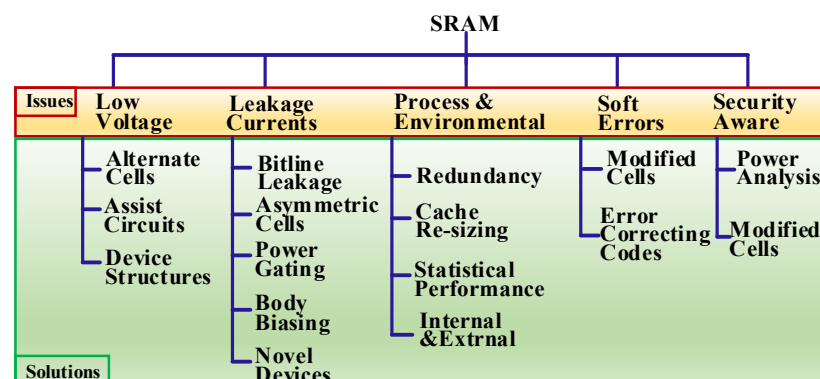 SRAM
Issues
Low
Voltage
Leakage
Currents
Process &
Environmental
Soft
Errors
Security
Aware
Alternate
Cells
Assist
Circuits
Device
Structures
Bitline
Leakage
Asymmetric
Cells
Power
Gating
Body
Biasing
Novel
Devices
Redundancy
Cache
Re-sizing
Statistical
Performance
Internal
&Extrnal
Modified
Cells
Error
Correcting
Codes
Power
Analysis
Modified
Cells
Solutions